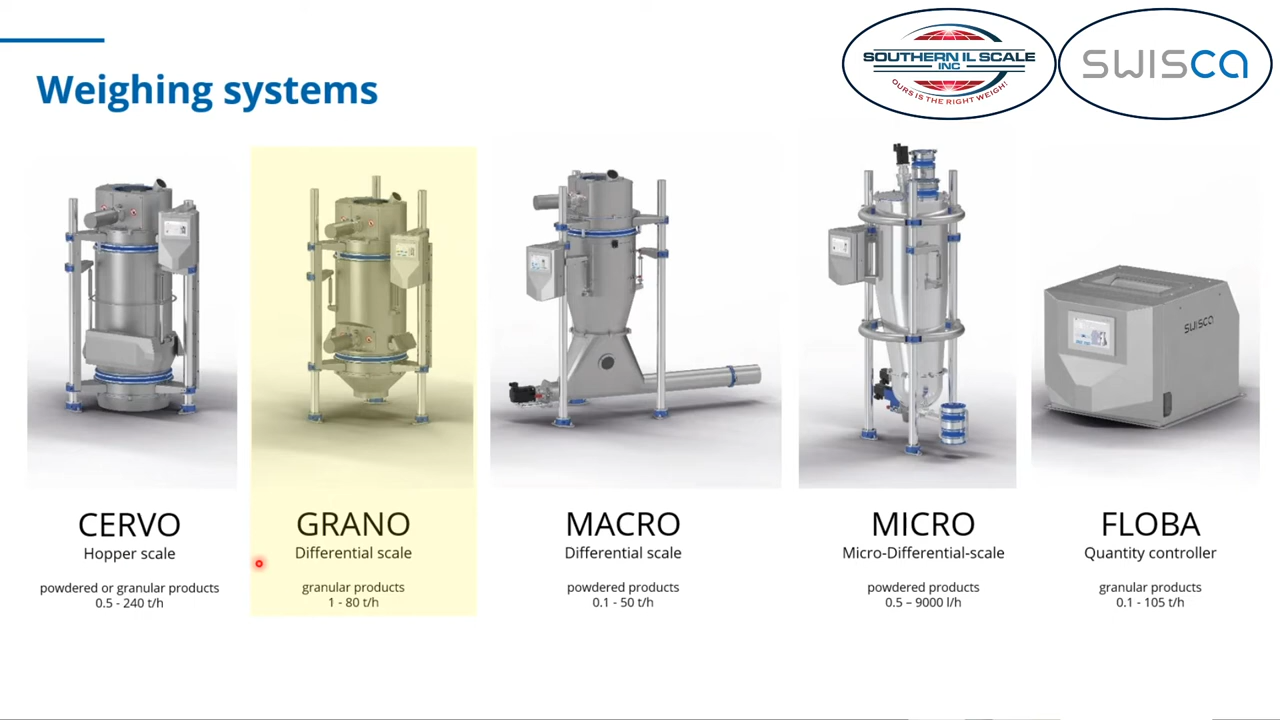 SOUTHERN IL SCALE
INC
OURS IS THE RIGHT WEIGH!
SWISCA
Weighing systems
SWISCA
CERVO
Hopper scale
powdered or granular products
0.5 - 240 t/h
GRANO
Differential scale
granular products
1 - 80 t/h
MACRO
Differential scale
powdered products
0.1 - 50 t/h
MICRO
Micro-Differential-scale
powdered products
0.5 – 9000 l/h
FLOBA
Quantity controller
granular products
0.1 - 105 t/h